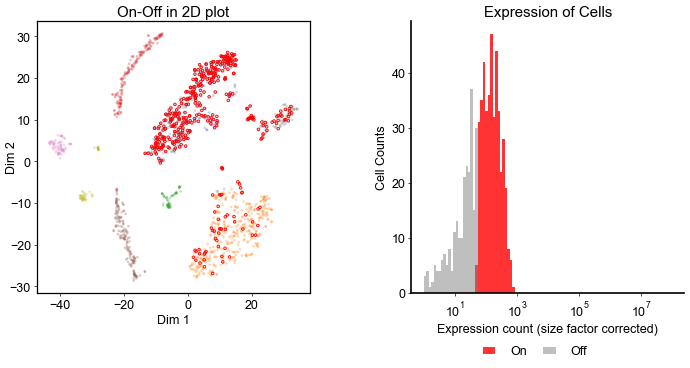 On-Off in 2D plot
30
20
10
0
−10
−20
−30
−40
−20
0
20
Dim 2
Dim 1
Expression of Cells
40
30
20
10
0
10^1
10^3
10^5
10^7
Cell Counts
Expression count (size factor corrected)
On
Off